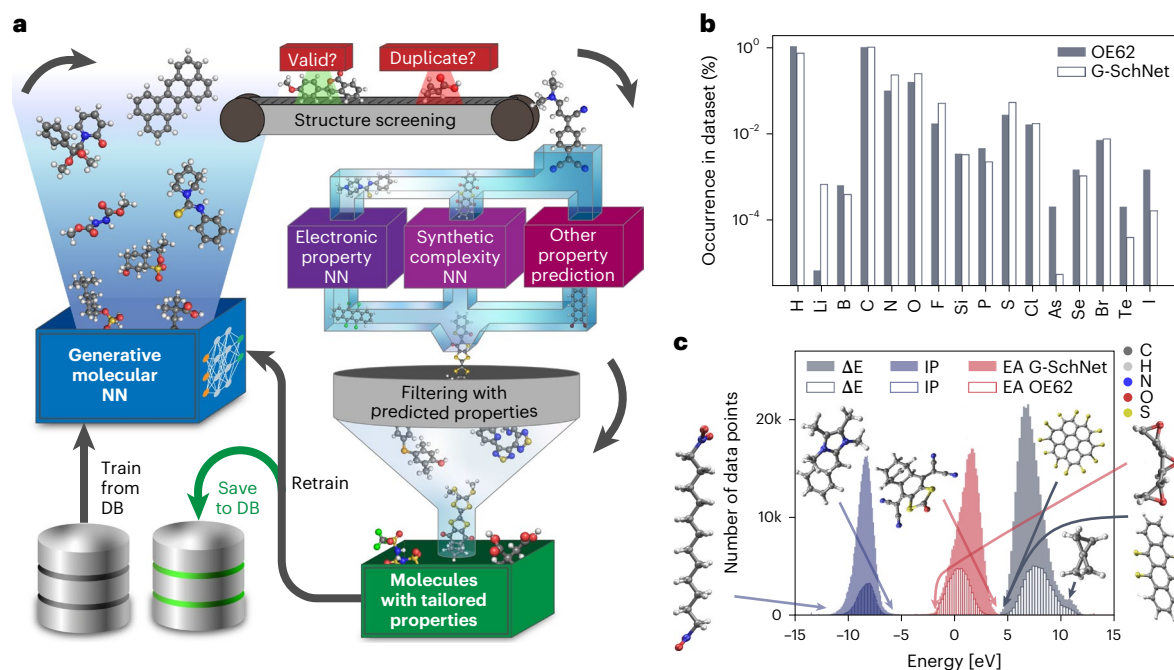 a
Valid?
Duplicate?
Structure screening
Electronic
property
NN
Synthetic
complexity
NN
Other
property
prediction
Generative
molecular
NN
Filtering with
predicted properties
Train
from
DB
Save
to DB
Retrain
Molecules
with tailored
properties
b
Occurrence in dataset (%)
10⁰
10⁻²
10⁻⁴
OE62
G-SchNet
H Li B C N O F Si P S Cl As Se Br Te I
c
ΔE IP EA G-SchNet
ΔE IP EA OE62
C
H
N
O
S
Number of data points
20k
10k
0
−15 −10 −5 0 5 10 15
Energy [eV]